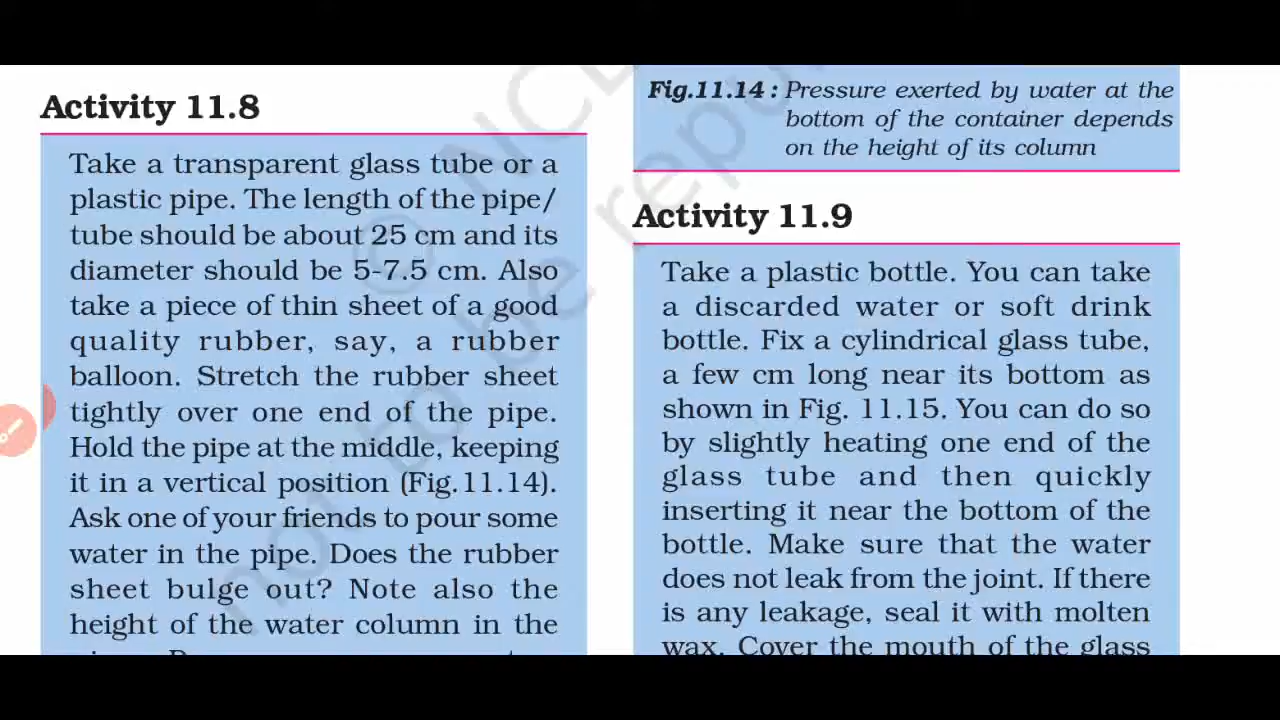 Activity 11.8
Take a transparent glass tube or a
plastic pipe. The length of the pipe/
tube should be about 25 cm and its
diameter should be 5-7.5 cm. Also
take a piece of thin sheet of a good
quality rubber, say, a rubber
balloon. Stretch the rubber sheet
tightly over one end of the pipe.
Hold the pipe at the middle, keeping
it in a vertical position (Fig.11.14).
Ask one of your friends to pour some
water in the pipe. Does the rubber
sheet bulge out? Note also the
height of the water column in the
Fig.11.14 : Pressure exerted by water at the
bottom of the container depends
on the height of its column
Activity 11.9
Take a plastic bottle. You can take
a discarded water or soft drink
bottle. Fix a cylindrical glass tube,
a few cm long near its bottom as
shown in Fig. 11.15. You can do so
by slightly heating one end of the
glass tube and then quickly
inserting it near the bottom of the
bottle. Make sure that the water
does not leak from the joint. If there
is any leakage, seal it with molten
wax. Cover the mouth of the glass
not to be repu